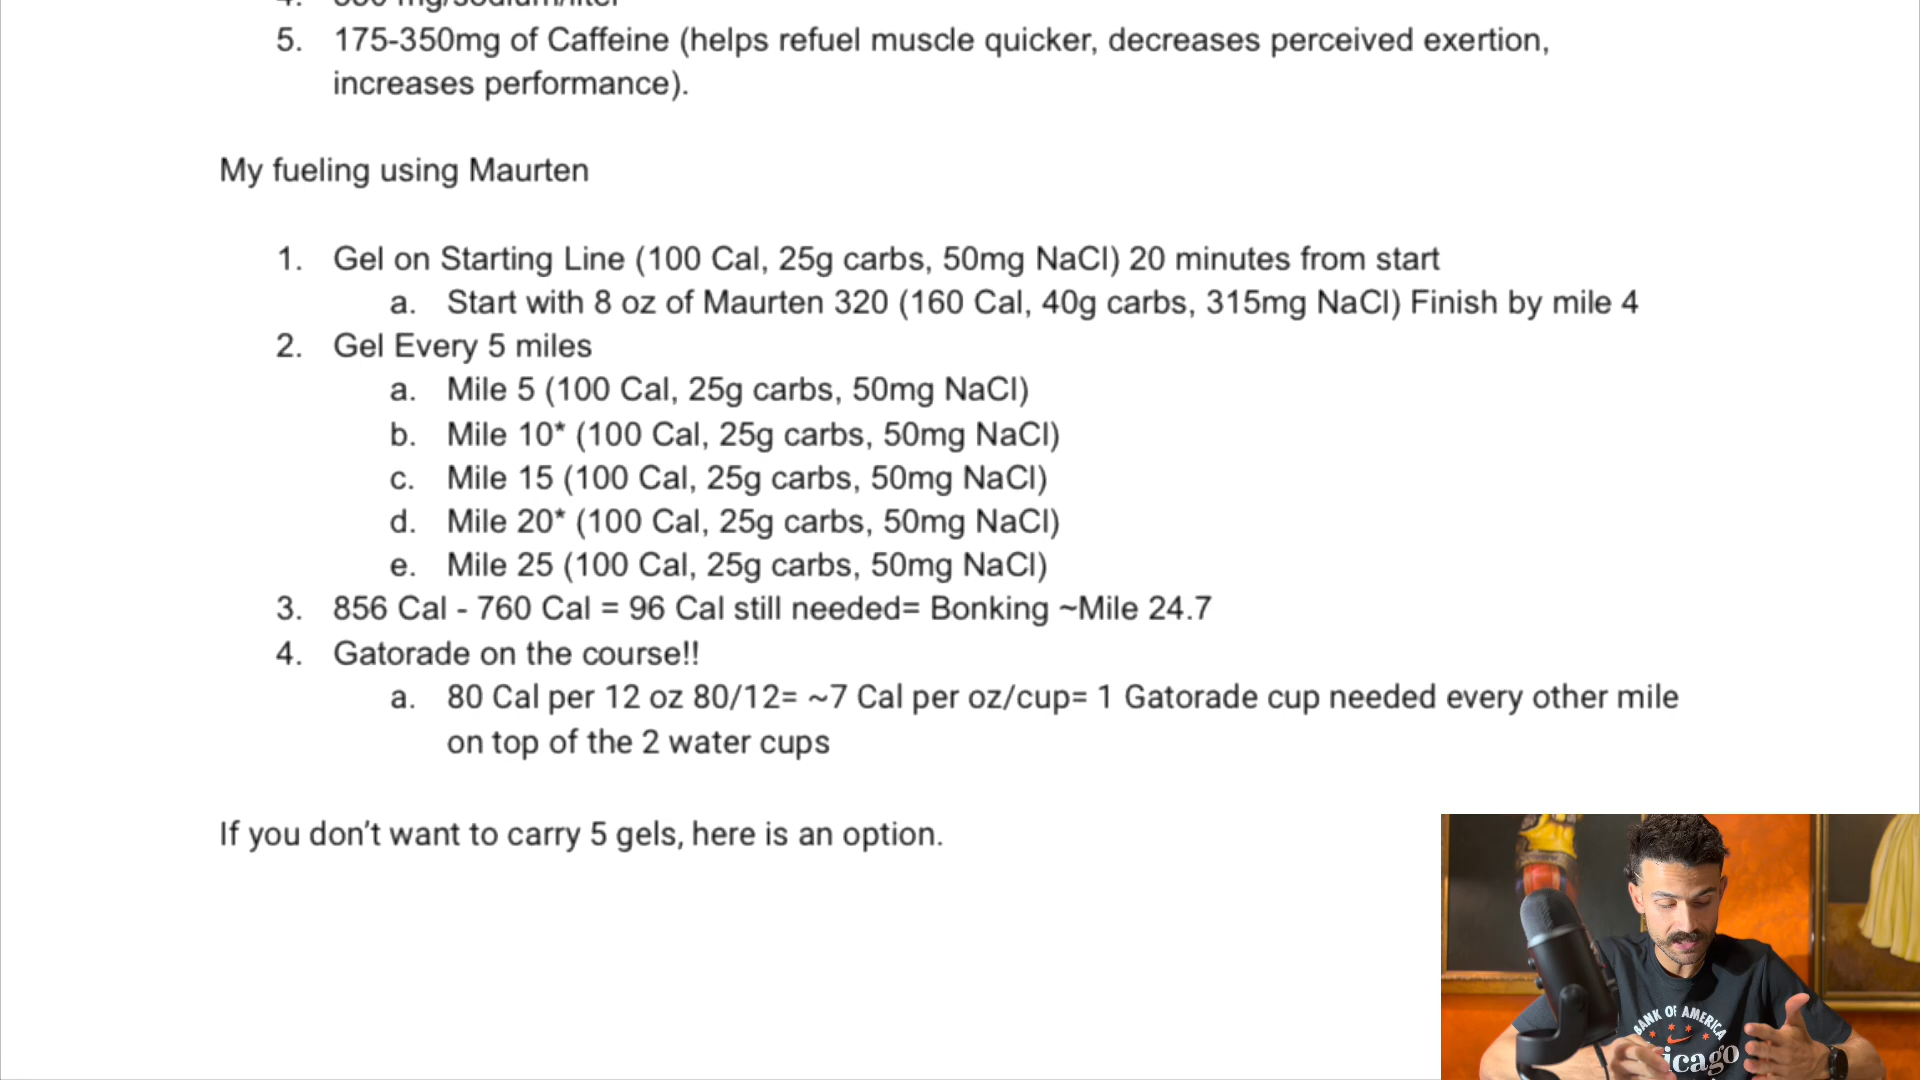 5. 175-350mg of Caffeine (helps refuel muscle quicker, decreases perceived exertion,
increases performance).
My fueling using Maurten
1. Gel on Starting Line (100 Cal, 25g carbs, 50mg NaCl) 20 minutes from start
a. Start with 8 oz of Maurten 320 (160 Cal, 40g carbs, 315mg NaCl) Finish by mile 4
2. Gel Every 5 miles
a. Mile 5 (100 Cal, 25g carbs, 50mg NaCl)
b. Mile 10* (100 Cal, 25g carbs, 50mg NaCl)
c. Mile 15 (100 Cal, 25g carbs, 50mg NaCl)
d. Mile 20* (100 Cal, 25g carbs, 50mg NaCl)
e. Mile 25 (100 Cal, 25g carbs, 50mg NaCl)
3. 856 Cal - 760 Cal = 96 Cal still needed= Bonking ~Mile 24.7
4. Gatorade on the course!!
a. 80 Cal per 12 oz 80/12= ~7 Cal per oz/cup= 1 Gatorade cup needed every other mile
on top of the 2 water cups
If you don't want to carry 5 gels, here is an option.
BANK OF AMERICA
icago